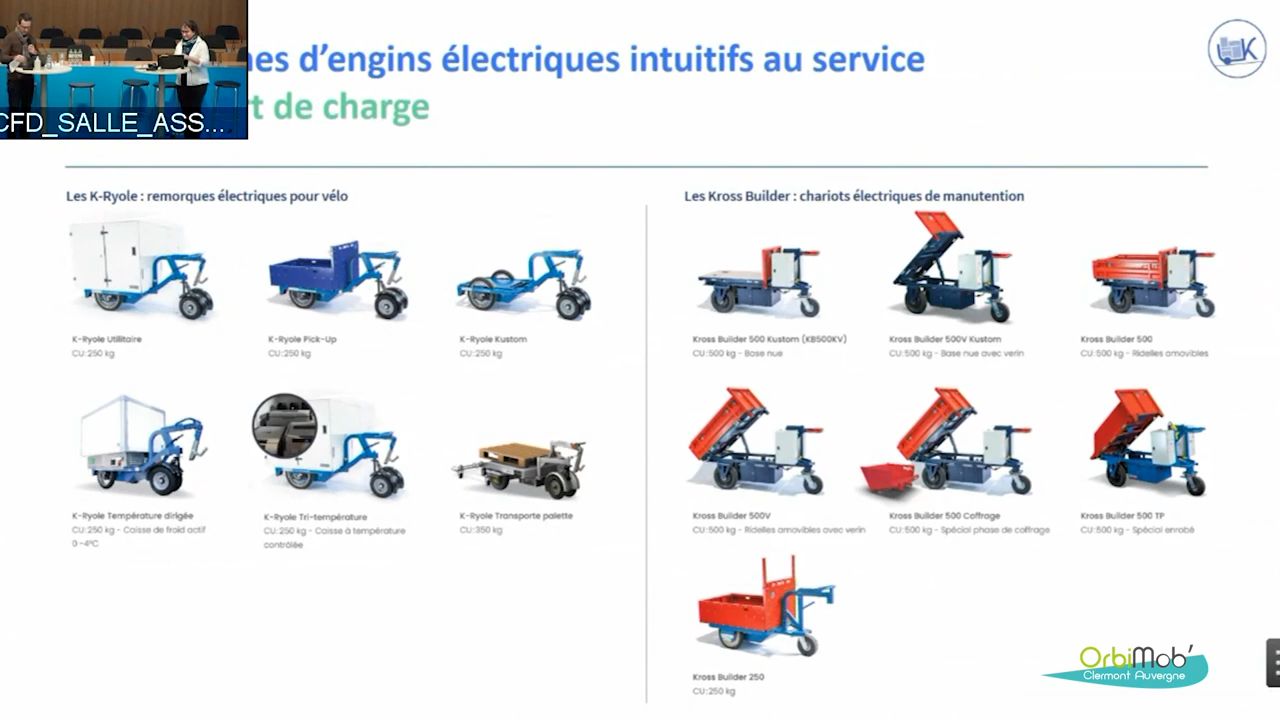 nes d’engins électriques intuitifs au service
t de charge
CFD_SALLE_ASS...
K
Les K-Ryole : remorques électriques pour vélo
Les Kross Builder : chariots électriques de manutention
K-Ryole Utilitaire
CU:250 kg
K-Ryole Pick-Up
CU:250 kg
K-Ryole Kustom
CU:250 kg
Kross Builder 500 Kustom (KB500KV)
CU:500 kg - Base nue
Kross Builder 500V Kustom
CU:500 kg - Base nue avec verin
Kross Builder 500
CU:500 kg - Ridelles amovibles
K-Ryole Température dirigée
CU:250 kg - Caisse de froid actif
0 -4°C
K-Ryole Tri-température
CU:250 kg - Caisse à température
contrôlée
K-Ryole Transporte palette
CU:350 kg
Kross Builder 500V
CU:500 kg - Ridelles amovibles avec verin
Kross Builder 500 Coffrage
CU:500 kg - Spécial phase de coffrage
Kross Builder 500 TP
CU:500 kg - Spécial enrobé
Kross Builder 250
CU:250 kg
OrbiMob’
Clermont Auvergne